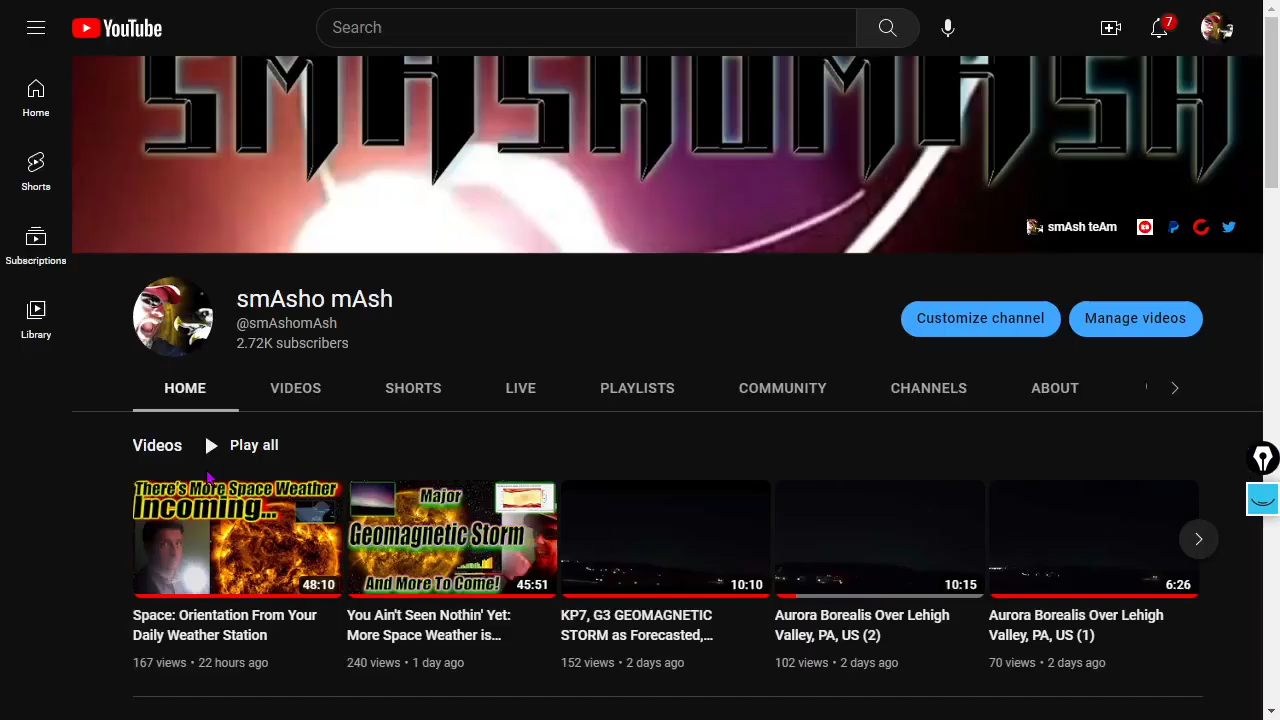 YouTube
Search
7
Home
Shorts
Subscriptions
Library
SMASHOMASH
smAsh teAm
smAsho mAsh
@smAshomAsh
2.72K subscribers
Customize channel
Manage videos
HOME
VIDEOS
SHORTS
LIVE
PLAYLISTS
COMMUNITY
CHANNELS
ABOUT
Videos
Play all
There's More Space Weather
Incoming...
48:10
Major
Geomagnetic Storm
And More To Come!
45:51
10:10
10:15
6:26
Space: Orientation From Your
Daily Weather Station
167 views • 22 hours ago
You Ain't Seen Nothin' Yet:
More Space Weather is...
240 views • 1 day ago
KP7, G3 GEOMAGNETIC
STORM as Forecasted,...
152 views • 2 days ago
Aurora Borealis Over Lehigh
Valley, PA, US (2)
102 views • 2 days ago
Aurora Borealis Over Lehigh
Valley, PA, US (1)
70 views • 2 days ago